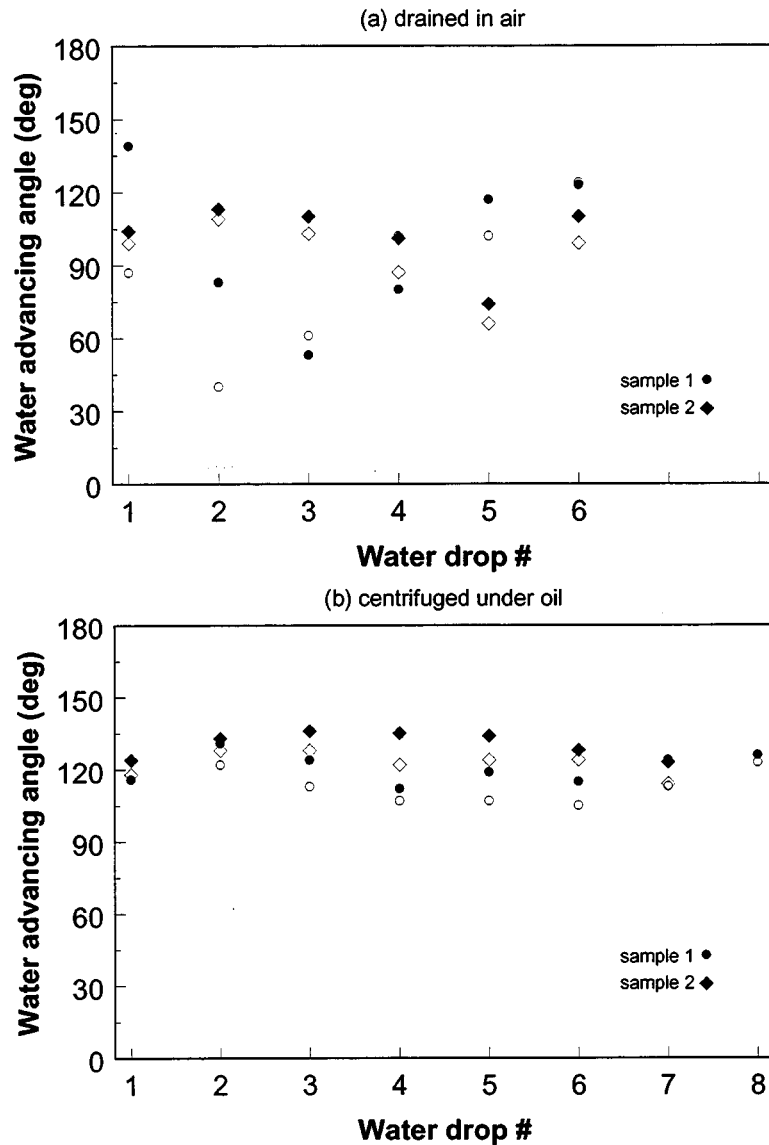 (a) drained in air
180
150
120
90
60
30
0
Water advancing angle (deg)
sample 1
sample 2
1 2 3 4 5 6
Water drop #
(b) centrifuged under oil
180
150
120
90
60
30
0
Water advancing angle (deg)
sample 1
sample 2
1 2 3 4 5 6 7 8
Water drop #